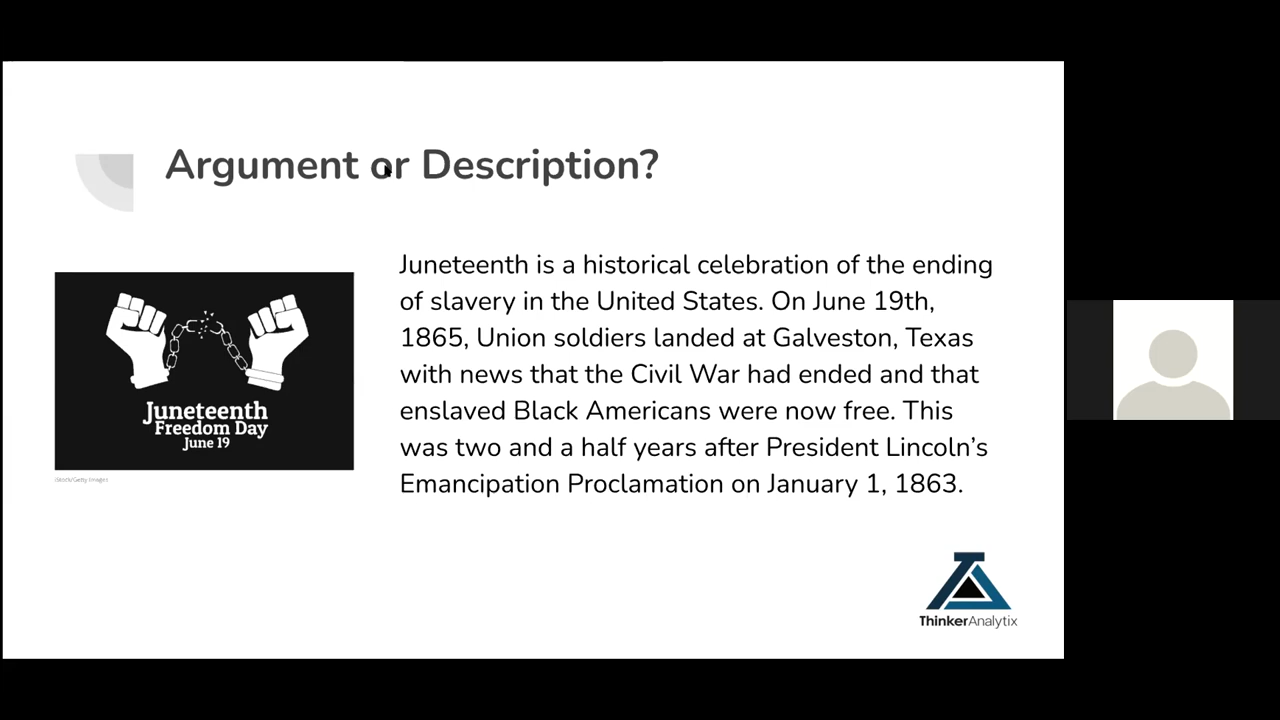 Argument or Description?
Juneteenth is a historical celebration of the ending
of slavery in the United States. On June 19th,
1865, Union soldiers landed at Galveston, Texas
with news that the Civil War had ended and that
enslaved Black Americans were now free. This
was two and a half years after President Lincoln’s
Emancipation Proclamation on January 1, 1863.
Juneteenth
Freedom Day
June 19
iStock/Getty Images
ThinkerAnalytix